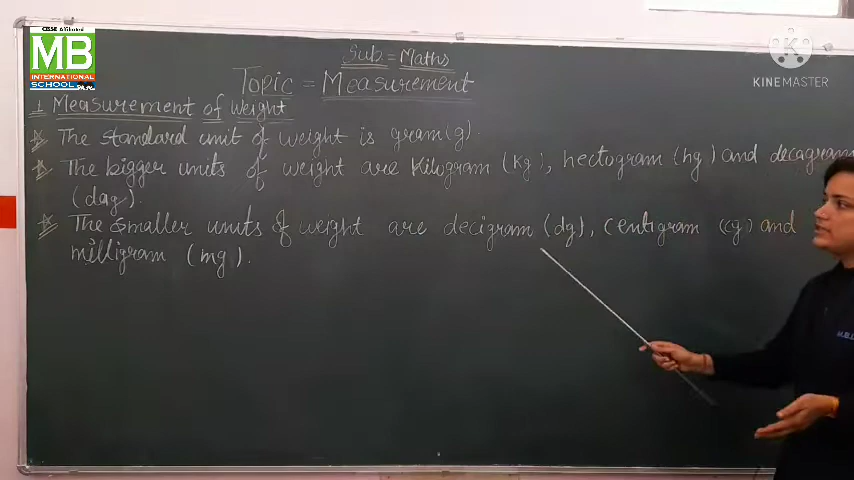 CBSE Affiliated
MB
INTERNATIONAL
SCHOOL
KINEMASTER
Sub = Maths
Topic = Measurement
1 Measurement of weight
The standard unit of weight is gram (g).
The bigger units of weight are Kilogram (Kg), hectogram (hg) and decagram
(dag).
The smaller units of weight are decigram (dg), Centigram (cg) and
milligram (mg).